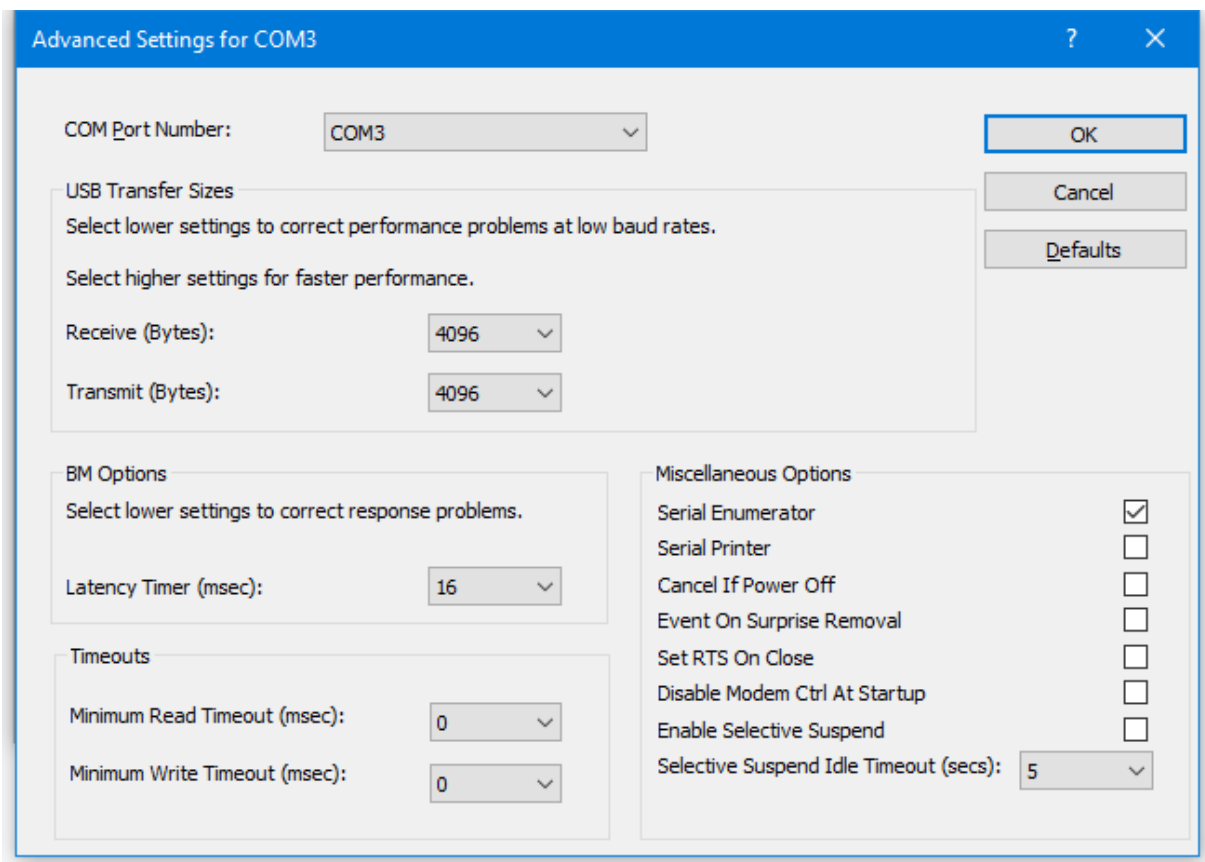 Advanced Settings for COM3
?
COM Port Number: COM3
OK
Cancel
Defaults
USB Transfer Sizes
Select lower settings to correct performance problems at low baud rates.
Select higher settings for faster performance.
Receive (Bytes): 4096
Transmit (Bytes): 4096
BM Options
Select lower settings to correct response problems.
Latency Timer (msec): 16
Timeouts
Minimum Read Timeout (msec): 0
Minimum Write Timeout (msec): 0
Miscellaneous Options
Serial Enumerator
Serial Printer
Cancel If Power Off
Event On Surprise Removal
Set RTS On Close
Disable Modem Ctrl At Startup
Enable Selective Suspend
Selective Suspend Idle Timeout (secs): 5